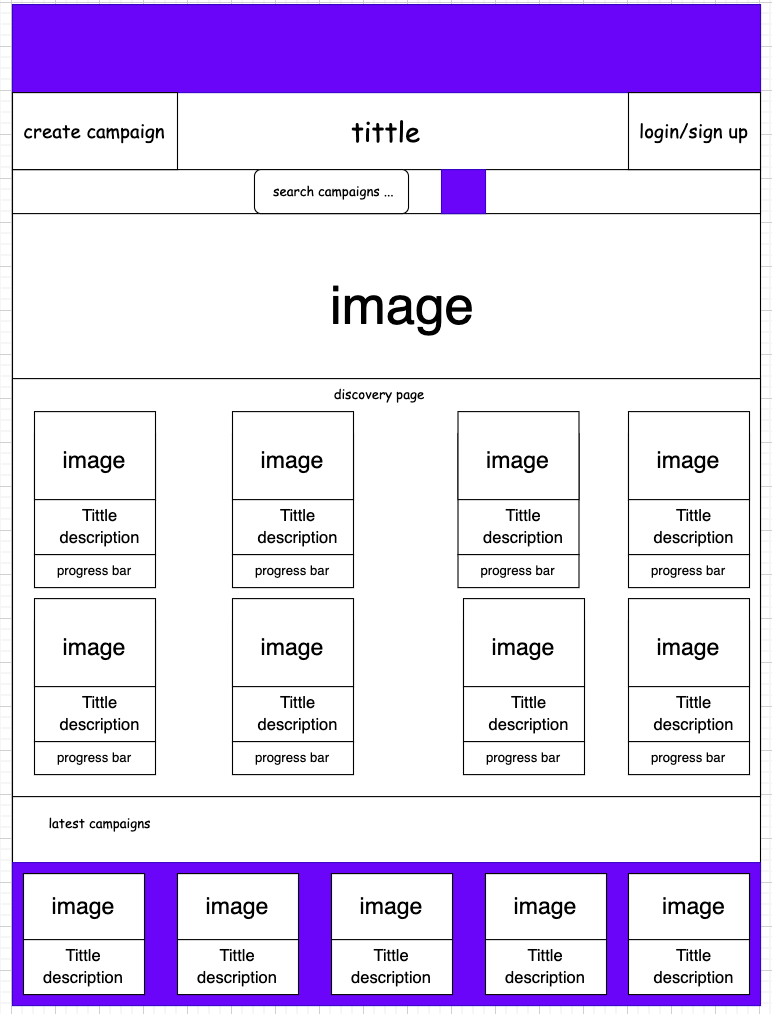 create campaign
tittle
login/sign up
search campaigns ...
image
discovery page
image
Tittle
description
progress bar
image
Tittle
description
progress bar
image
Tittle
description
progress bar
image
Tittle
description
progress bar
image
Tittle
description
progress bar
image
Tittle
description
progress bar
image
Tittle
description
progress bar
image
Tittle
description
progress bar
latest campaigns
image
Tittle
description
image
Tittle
description
image
Tittle
description
image
Tittle
description
image
Tittle
description